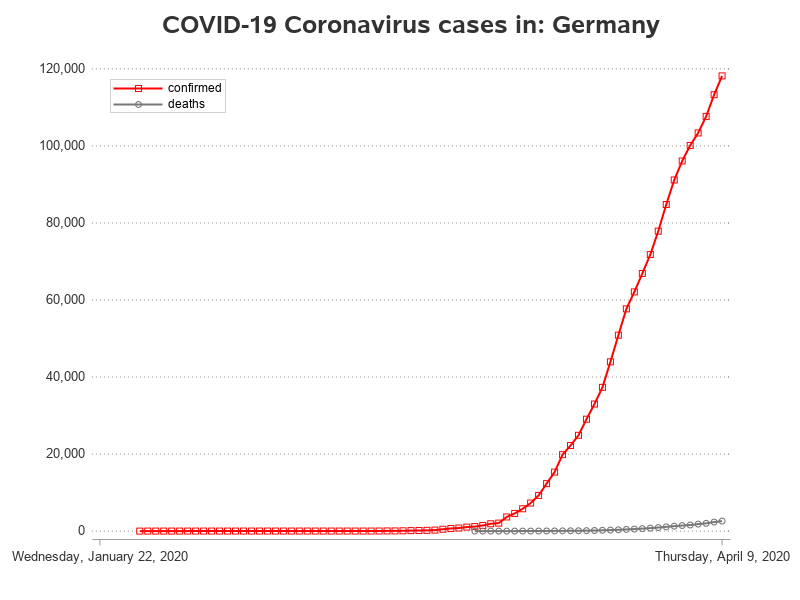 COVID-19 Coronavirus cases in: Germany
120,000
confirmed
deaths
100,000
80,000
60,000
40,000
20,000
0
Wednesday, January 22, 2020
Thursday, April 9, 2020